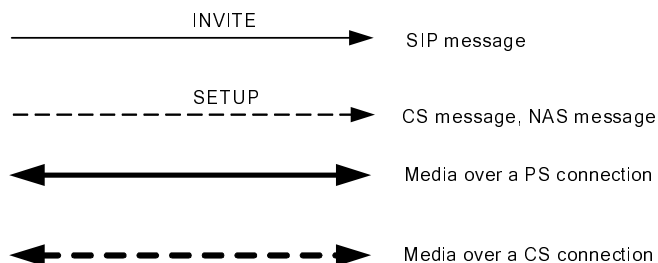 INVITE
SIP message
SETUP
CS message, NAS message
Media over a PS connection
Media over a CS connection